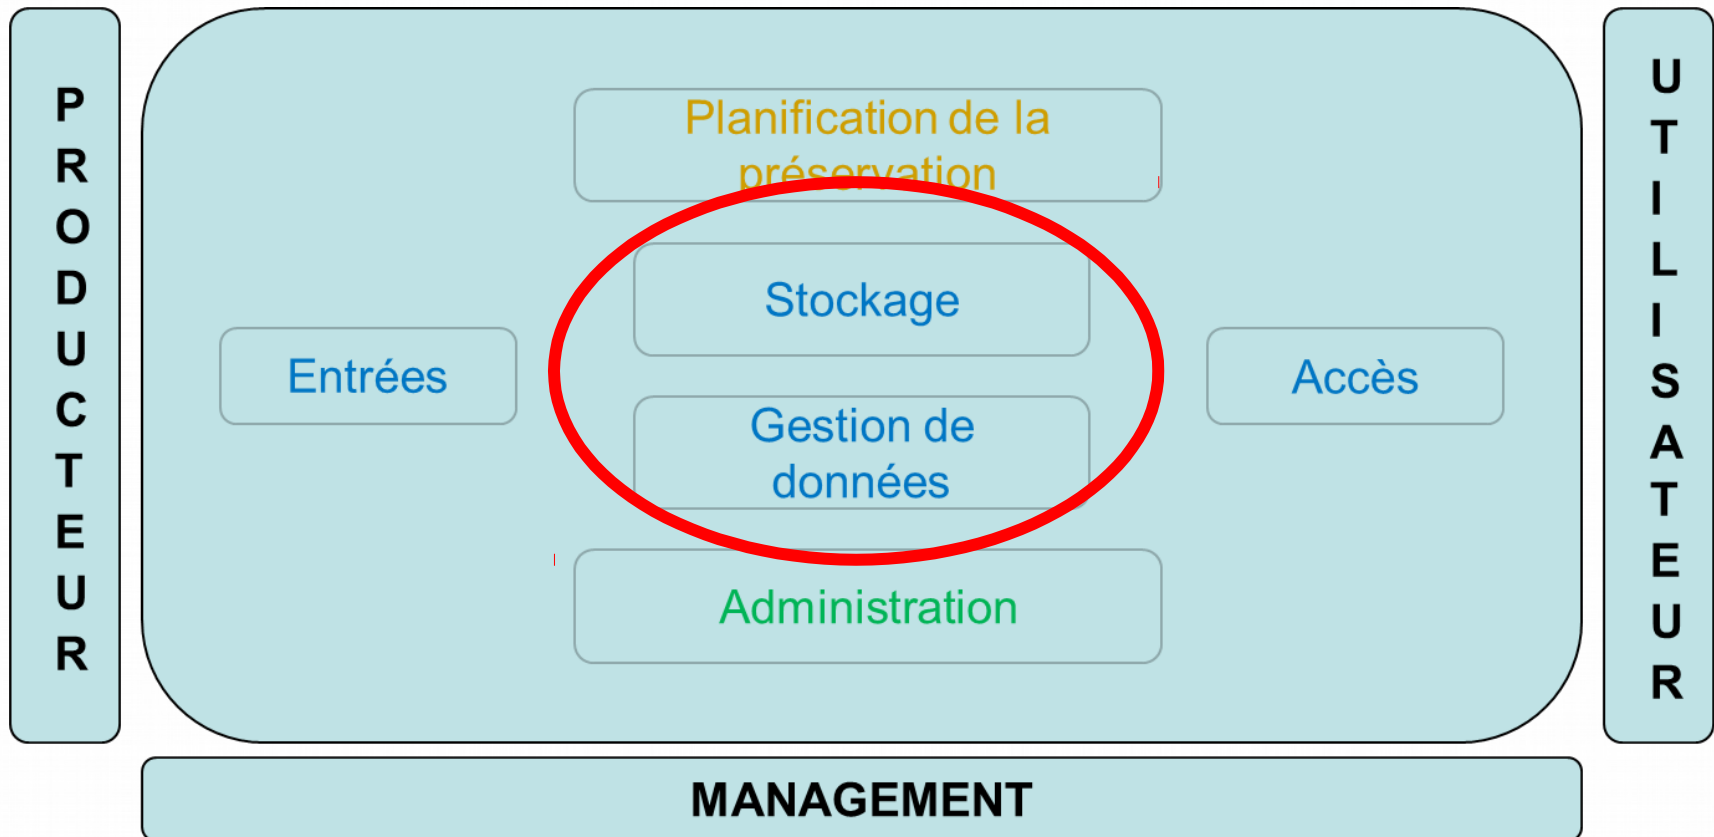 PRODUCTEUR
Planification de la
préservation
Stockage
Entrées
Gestion de
données
Accès
Administration
UTILISATEUR
MANAGEMENT